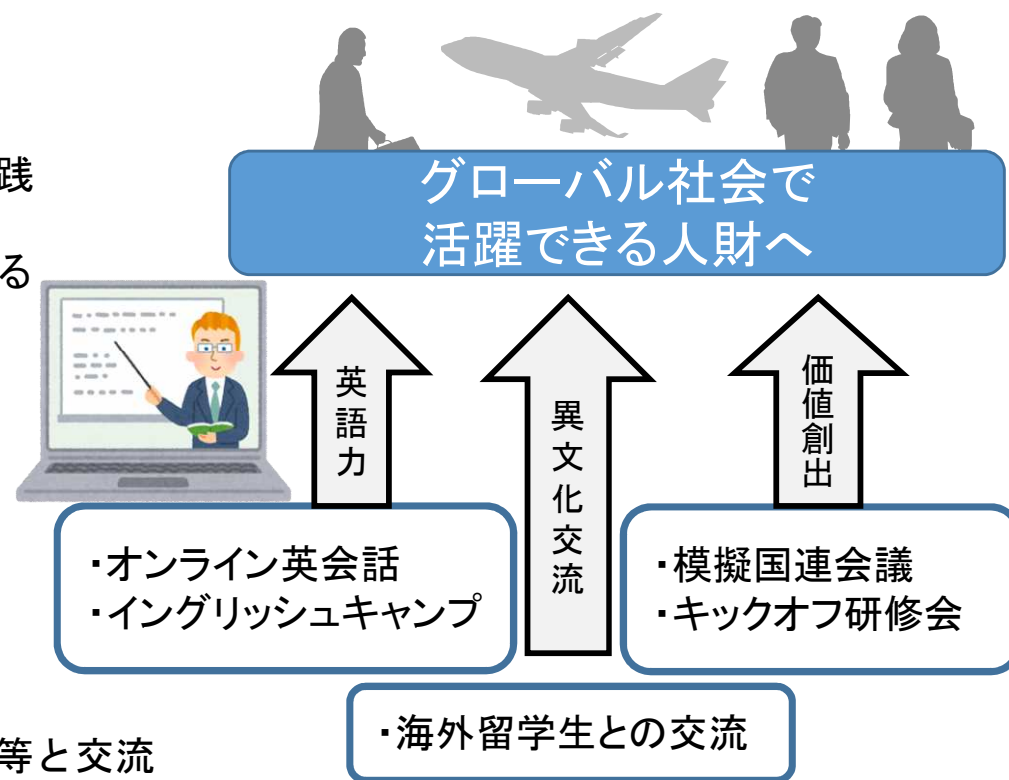 践
る
グローバル社会で
活躍できる人財へ
英語力
異文化交流
価値創出
・オンライン英会話
・イングリッシュキャンプ
・模擬国連会議
・キックオフ研修会
・海外留学生との交流
等と交流